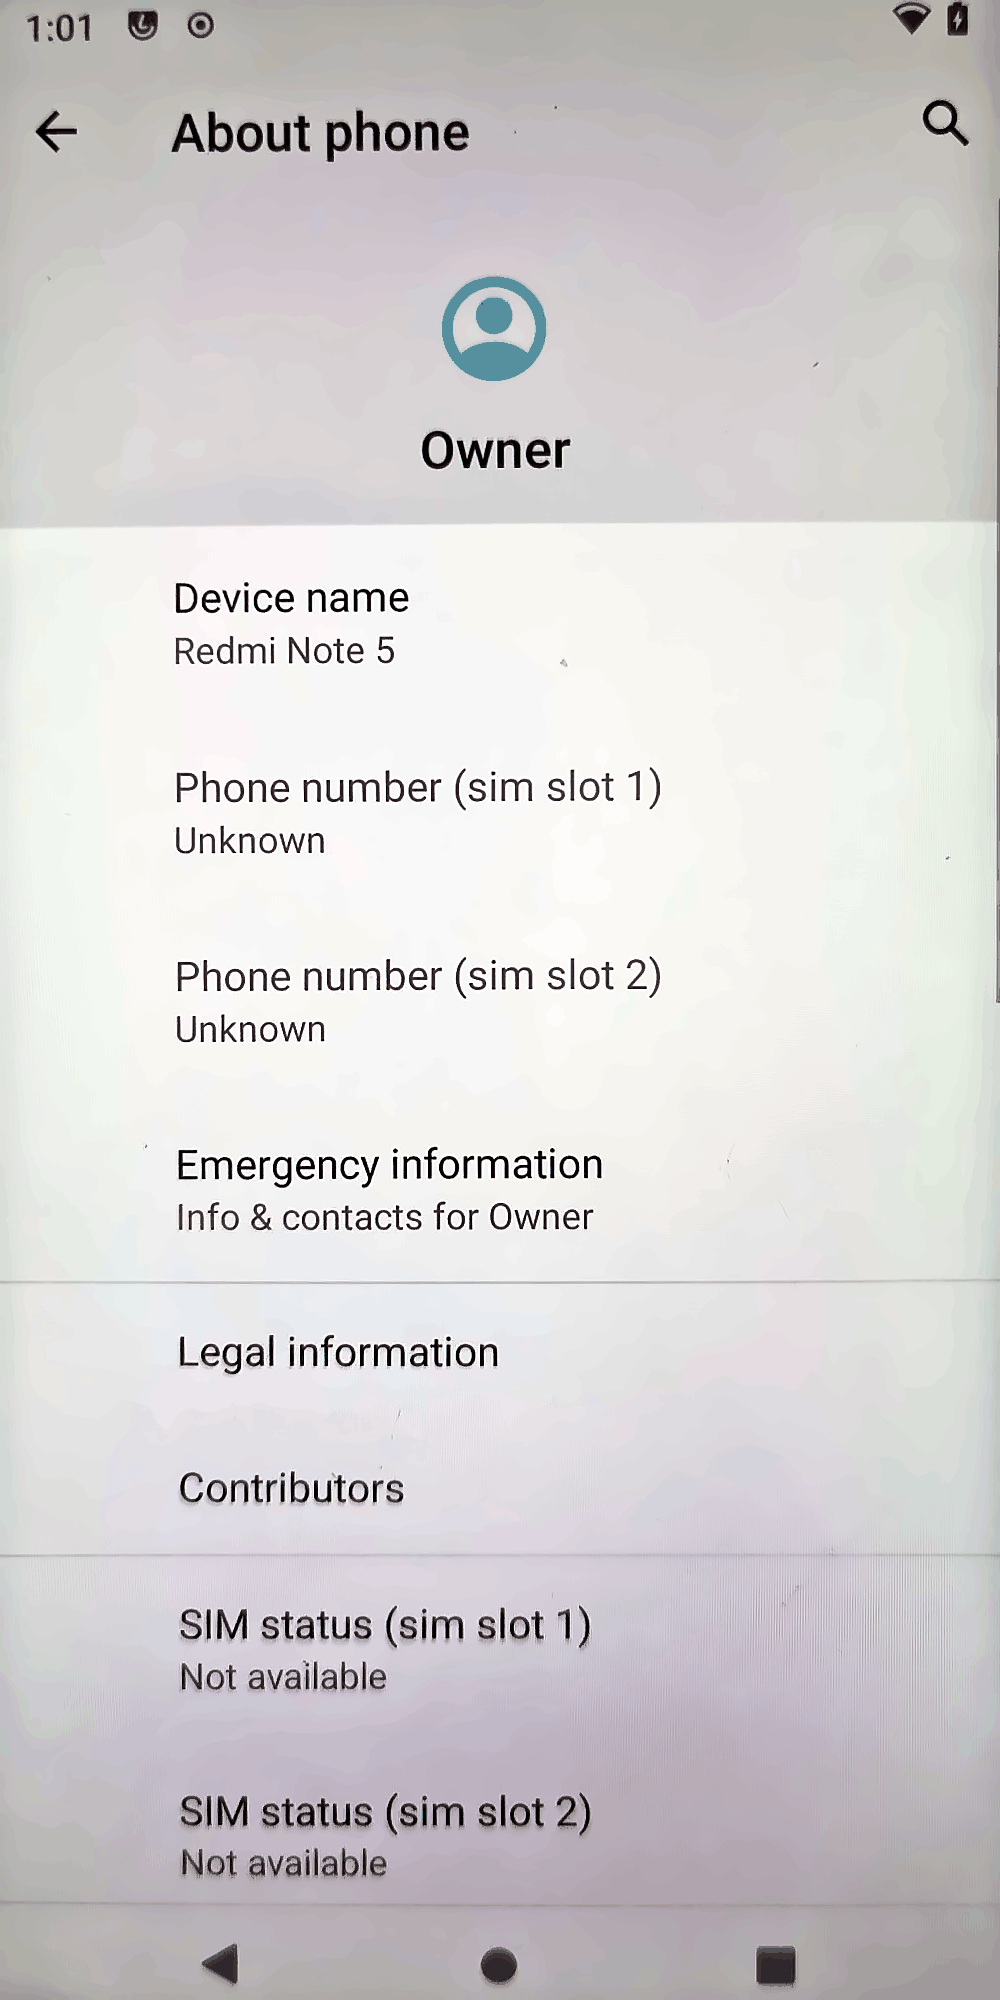 1:01
About phone
Owner
Device name
Redmi Note 5
Phone number (sim slot 1)
Unknown
Phone number (sim slot 2)
Unknown
Emergency information
Info & contacts for Owner
Legal information
Contributors
SIM status (sim slot 1)
Not available
SIM status (sim slot 2)
Not available